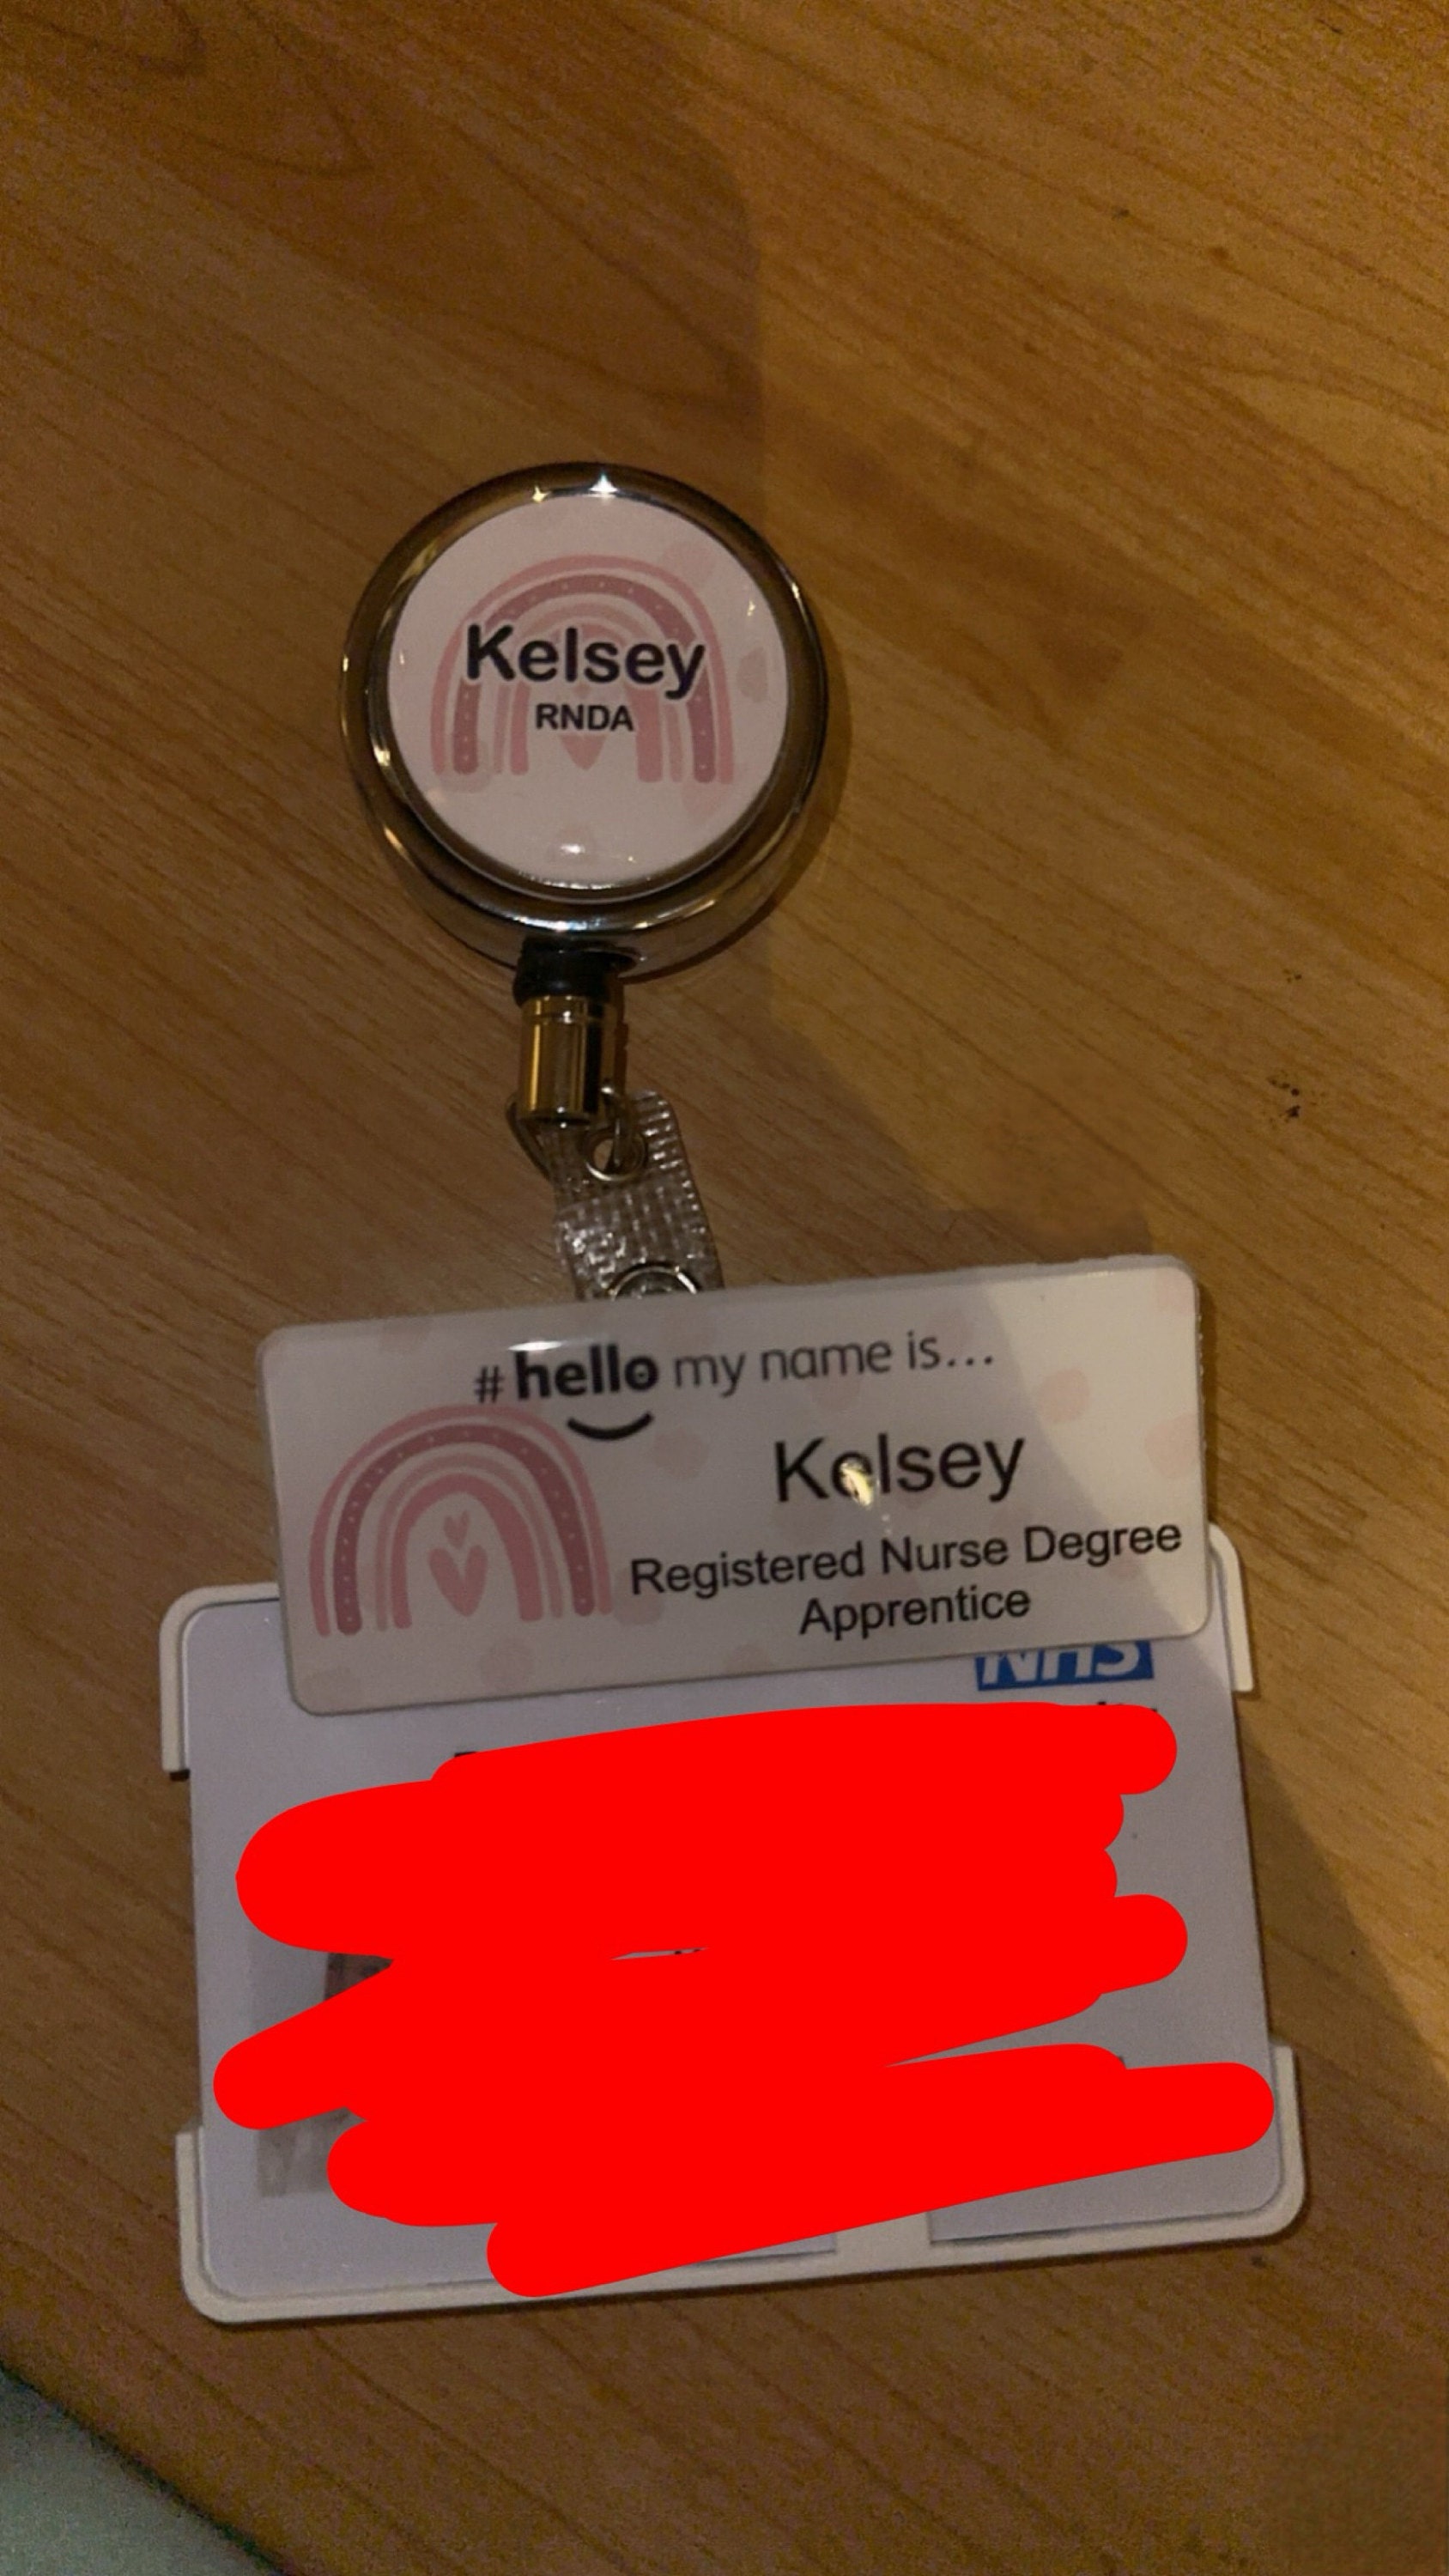 Kelsey
RNDA
#hello my name is...
Kelsey
Registered Nurse Degree
Apprentice
NHS